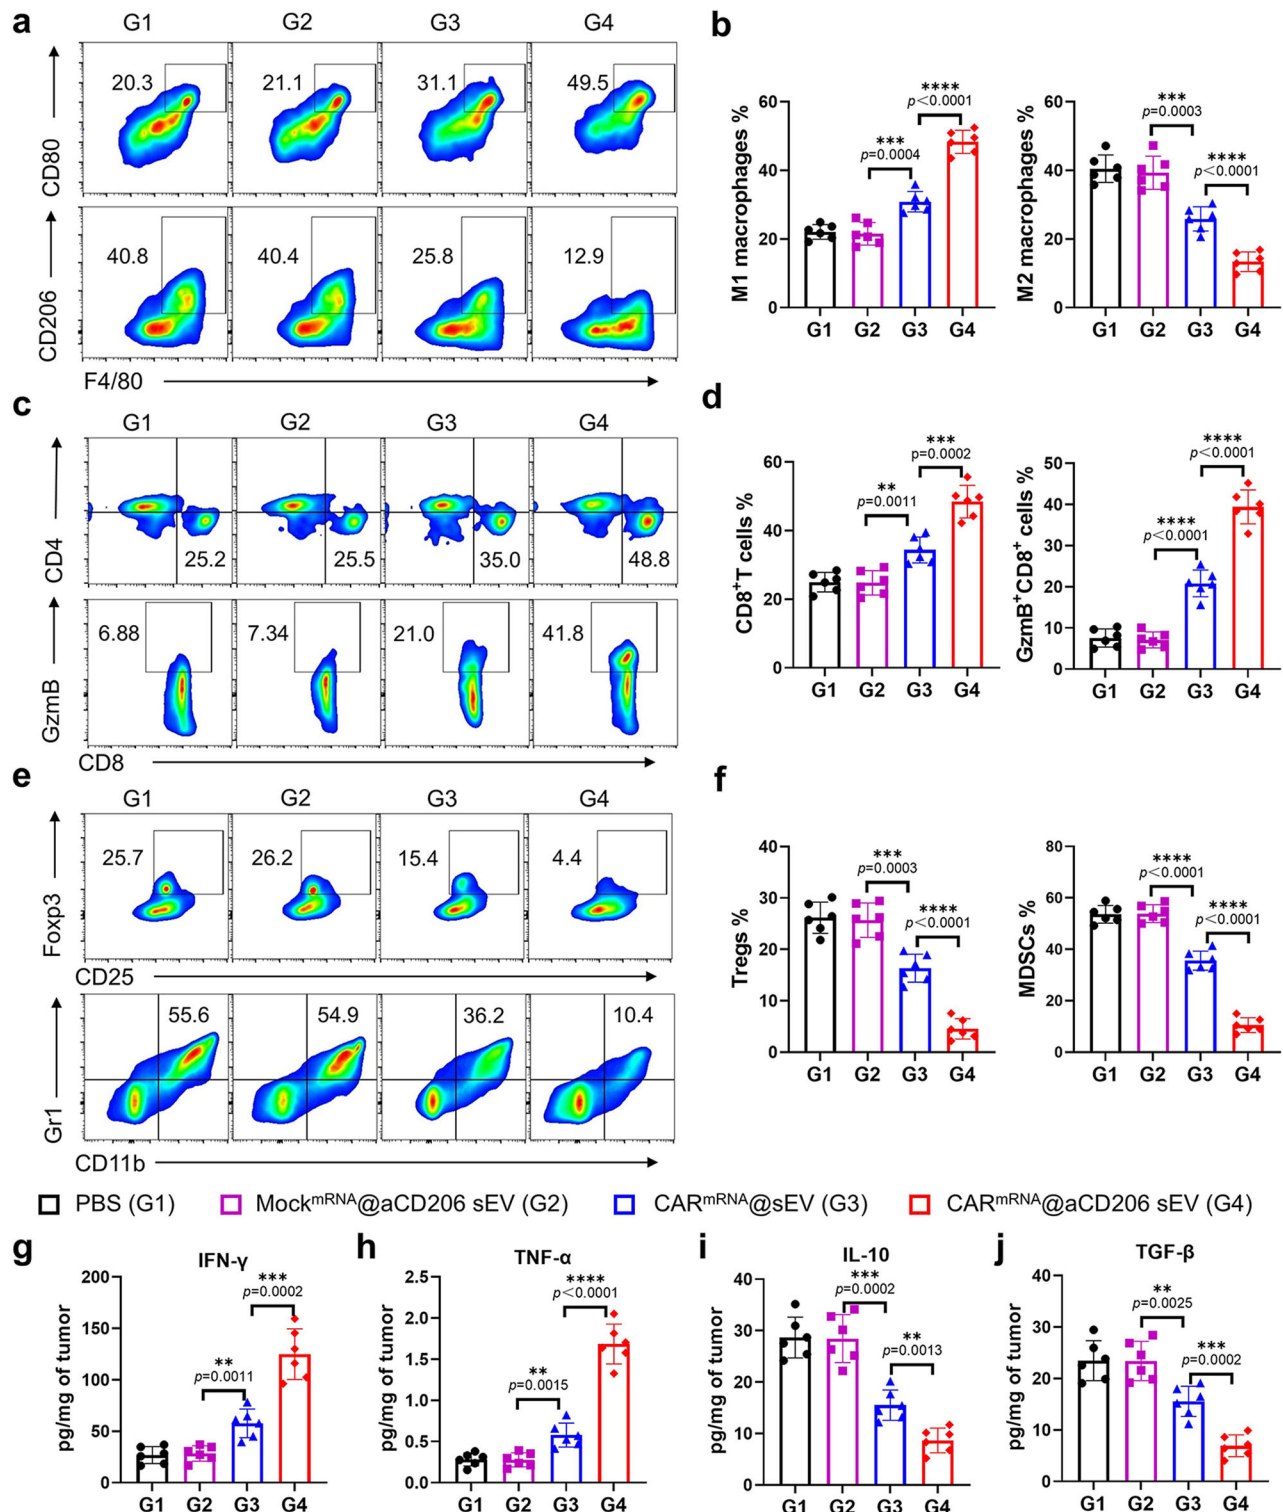 a
G1 G2 G3 G4
CD80
20.3 21.1 31.1 49.5
CD206
40.8 40.4 25.8 12.9
F4/80
b
M1 macrophages %
60
40
20
0
***
p=0.0004
****
p<0.0001
G1 G2 G3 G4
M2 macrophages %
60
40
20
0
***
p=0.0003
****
p<0.0001
G1 G2 G3 G4
c
G1 G2 G3 G4
CD4
25.2 25.5 35.0 48.8
GzmB
6.88 7.34 21.0 41.8
CD8
d
CD8+T cells %
60
40
20
0
**
p=0.0011
***
p=0.0002
G1 G2 G3 G4
GzmB+CD8+ cells %
50
40
30
20
10
0
****
p<0.0001
****
p<0.0001
G1 G2 G3 G4
e
G1 G2 G3 G4
Foxp3
25.7 26.2 15.4 4.4
CD25
Gr1
55.6 54.9 36.2 10.4
CD11b
f
Tregs %
40
30
20
10
0
***
p=0.0003
****
p<0.0001
G1 G2 G3 G4
MDSCs %
80
60
40
20
0
****
p<0.0001
****
p<0.0001
G1 G2 G3 G4
PBS (G1) MockmRNA@aCD206 sEV (G2) CARmRNA@sEV (G3) CARmRNA@aCD206 sEV (G4)
g
IFN-γ
pg/mg of tumor
200
150
100
50
0
**
p=0.0011
***
p=0.0002
G1 G2 G3 G4
h
TNF-α
pg/mg of tumor
2.5
2.0
1.5
1.0
0.5
0.0
**
p=0.0015
****
p<0.0001
G1 G2 G3 G4
i
IL-10
pg/mg of tumor
40
30
20
10
0
***
p=0.0002
**
p=0.0013
G1 G2 G3 G4
j
TGF-β
pg/mg of tumor
40
30
20
10
0
**
p=0.0025
***
p=0.0002
G1 G2 G3 G4